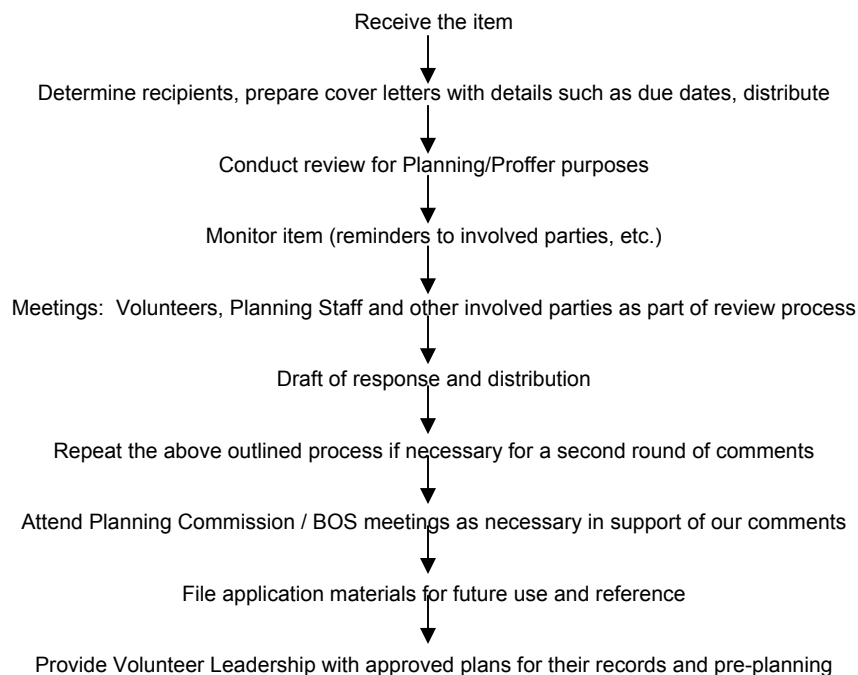 Receive the item
Determine recipients, prepare cover letters with details such as due dates, distribute
Conduct review for Planning/Proffer purposes
Monitor item (reminders to involved parties, etc.)
Meetings:  Volunteers, Planning Staff and other involved parties as part of review process
Draft of response and distribution
Repeat the above outlined process if necessary for a second round of comments
Attend Planning Commission / BOS meetings as necessary in support of our comments
File application materials for future use and reference
Provide Volunteer Leadership with approved plans for their records and pre-planning